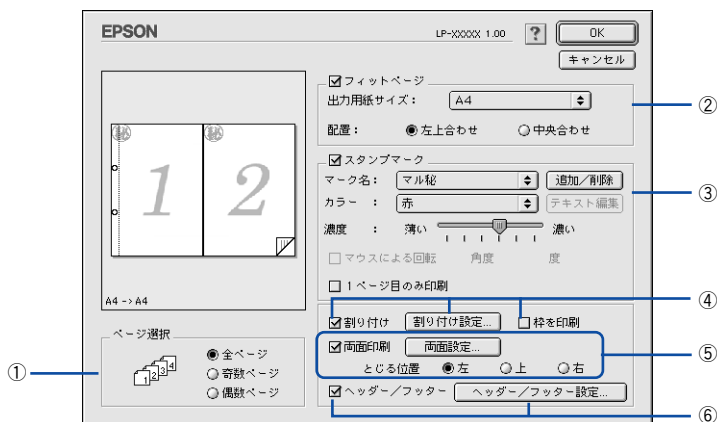 EPSON
LP-XXXXX 1.00
?
OK
キャンセル
フィットページ
出力用紙サイズ： A4
配置： 左上合わせ 中央合わせ
②
スタンプマーク
マーク名： マル秘 追加／削除
カラー ： 赤 テキスト編集
濃度 ： 薄い 濃い
マウスによる回転 角度 度
1ページ目のみ印刷
③
㊙ ㊙
1 2
A4 -> A4
割り付け 割り付け設定... 枠を印刷
④
両面印刷 両面設定...
とじる位置 左 上 右
⑤
ヘッダー／フッター ヘッダー／フッター設定...
⑥
ページ選択
1 2 3 4
全ページ
奇数ページ
偶数ページ
①